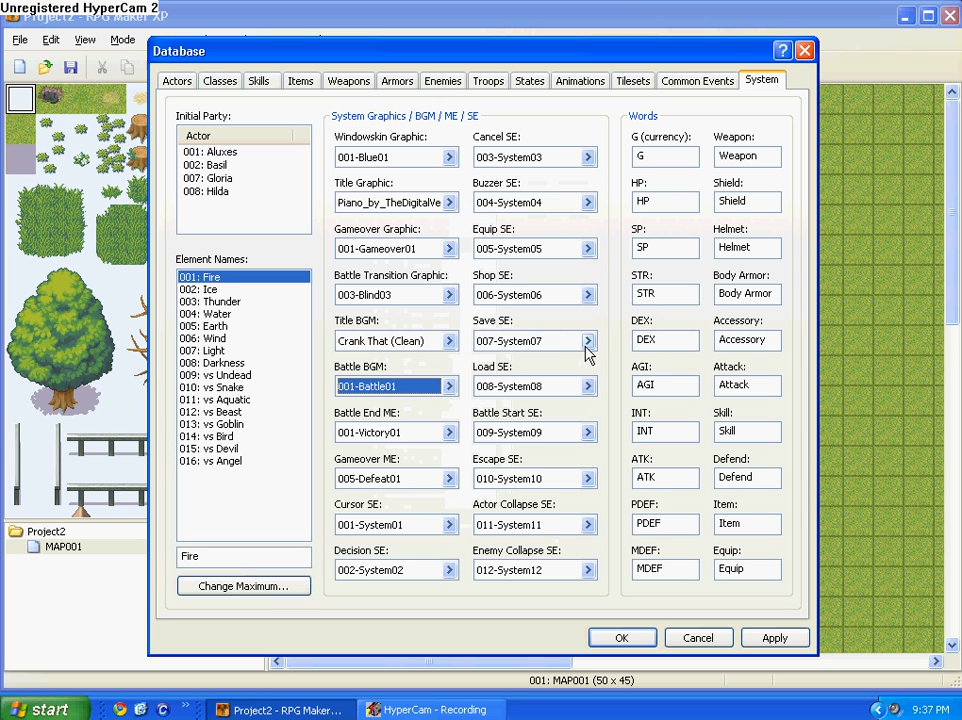 Unregistered HyperCam 2
Project2 - RPG Maker XP
File Edit View Mode
Database
Actors Classes Skills Items Weapons Armors Enemies Troops States Animations Tilesets Common Events System
Initial Party:
Actor
001: Aluxes
002: Basil
007: Gloria
008: Hilda
Element Names:
001: Fire
002: Ice
003: Thunder
004: Water
005: Earth
006: Wind
007: Light
008: Darkness
009: vs Undead
010: vs Snake
011: vs Aquatic
012: vs Beast
013: vs Goblin
014: vs Bird
015: vs Devil
016: vs Angel
Fire
Change Maximum...
System Graphics / BGM / ME / SE
Windowskin Graphic:
001-Blue01
Title Graphic:
Piano_by_TheDigitalVe
Gameover Graphic:
001-Gameover01
Battle Transition Graphic:
003-Blind03
Title BGM:
Crank That (Clean)
Battle BGM:
001-Battle01
Battle End ME:
001-Victory01
Gameover ME:
005-Defeat01
Cursor SE:
001-System01
Decision SE:
002-System02
Cancel SE:
003-System03
Buzzer SE:
004-System04
Equip SE:
005-System05
Shop SE:
006-System06
Save SE:
007-System07
Load SE:
008-System08
Battle Start SE:
009-System09
Escape SE:
010-System10
Actor Collapse SE:
011-System11
Enemy Collapse SE:
012-System12
Words
G (currency):
G
HP:
HP
SP:
SP
STR:
STR
DEX:
DEX
AGI:
AGI
INT:
INT
ATK:
ATK
PDEF:
PDEF
MDEF:
MDEF
Weapon:
Weapon
Shield:
Shield
Helmet:
Helmet
Body Armor:
Body Armor
Accessory:
Accessory
Attack:
Attack
Skill:
Skill
Defend:
Defend
Item:
Item
Equip:
Equip
OK Cancel Apply
Project2
MAP001
001: MAP001 (50 x 45)
start
Project2 - RPG Maker...
HyperCam - Recording
9:37 PM